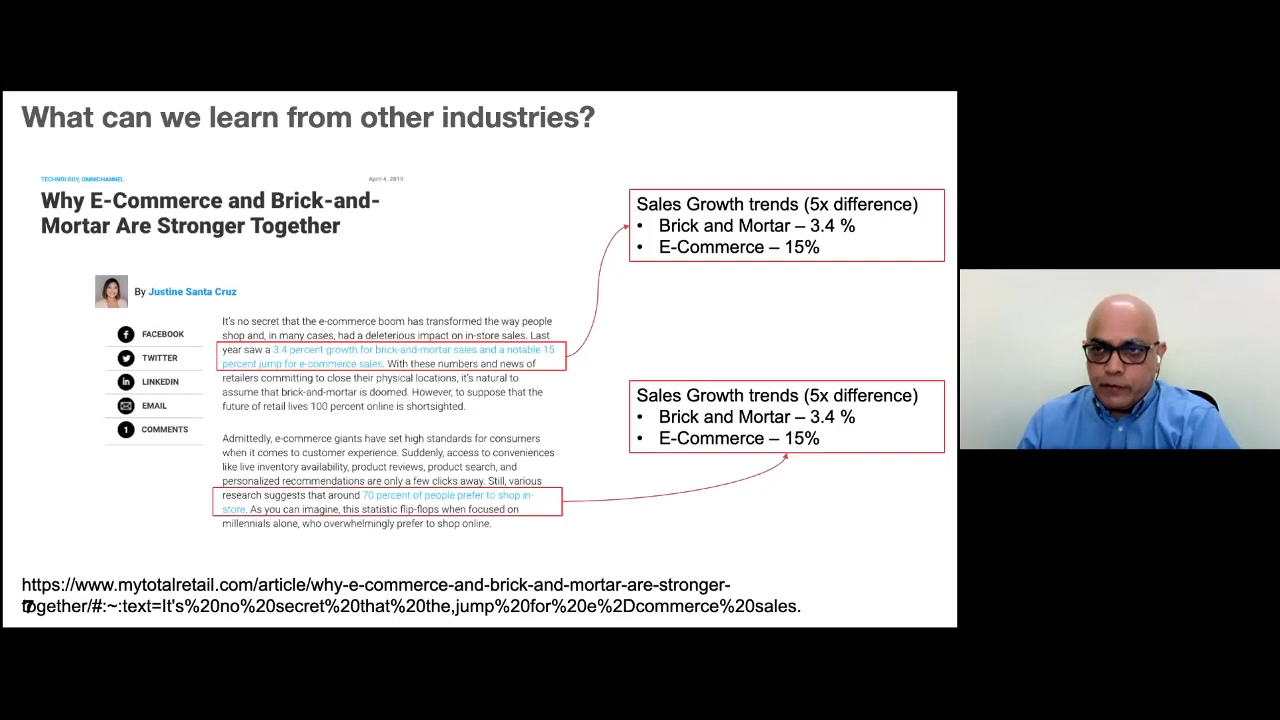 What can we learn from other industries?
TECHNOLOGY, OMNICHANNEL
April 4, 2019
Why E-Commerce and Brick-and-
Mortar Are Stronger Together
By Justine Santa Cruz
FACEBOOK
TWITTER
LINKEDIN
EMAIL
1 COMMENTS
It's no secret that the e-commerce boom has transformed the way people
shop and, in many cases, had a deleterious impact on in-store sales. Last
year saw a 3.4 percent growth for brick-and-mortar sales and a notable 15
percent jump for e-commerce sales. With these numbers and news of
retailers committing to close their physical locations, it's natural to
assume that brick-and-mortar is doomed. However, to suppose that the
future of retail lives 100 percent online is shortsighted.
Admittedly, e-commerce giants have set high standards for consumers
when it comes to customer experience. Suddenly, access to conveniences
like live inventory availability, product reviews, product search, and
personalized recommendations are only a few clicks away. Still, various
research suggests that around 70 percent of people prefer to shop in-
store. As you can imagine, this statistic flip-flops when focused on
millennials alone, who overwhelmingly prefer to shop online.
Sales Growth trends (5x difference)
• Brick and Mortar – 3.4 %
• E-Commerce – 15%
Sales Growth trends (5x difference)
• Brick and Mortar – 3.4 %
• E-Commerce – 15%
https://www.mytotalretail.com/article/why-e-commerce-and-brick-and-mortar-are-stronger-
together/#:~:text=It's%20no%20secret%20that%20the,jump%20for%20e%2Dcommerce%20sales.
7